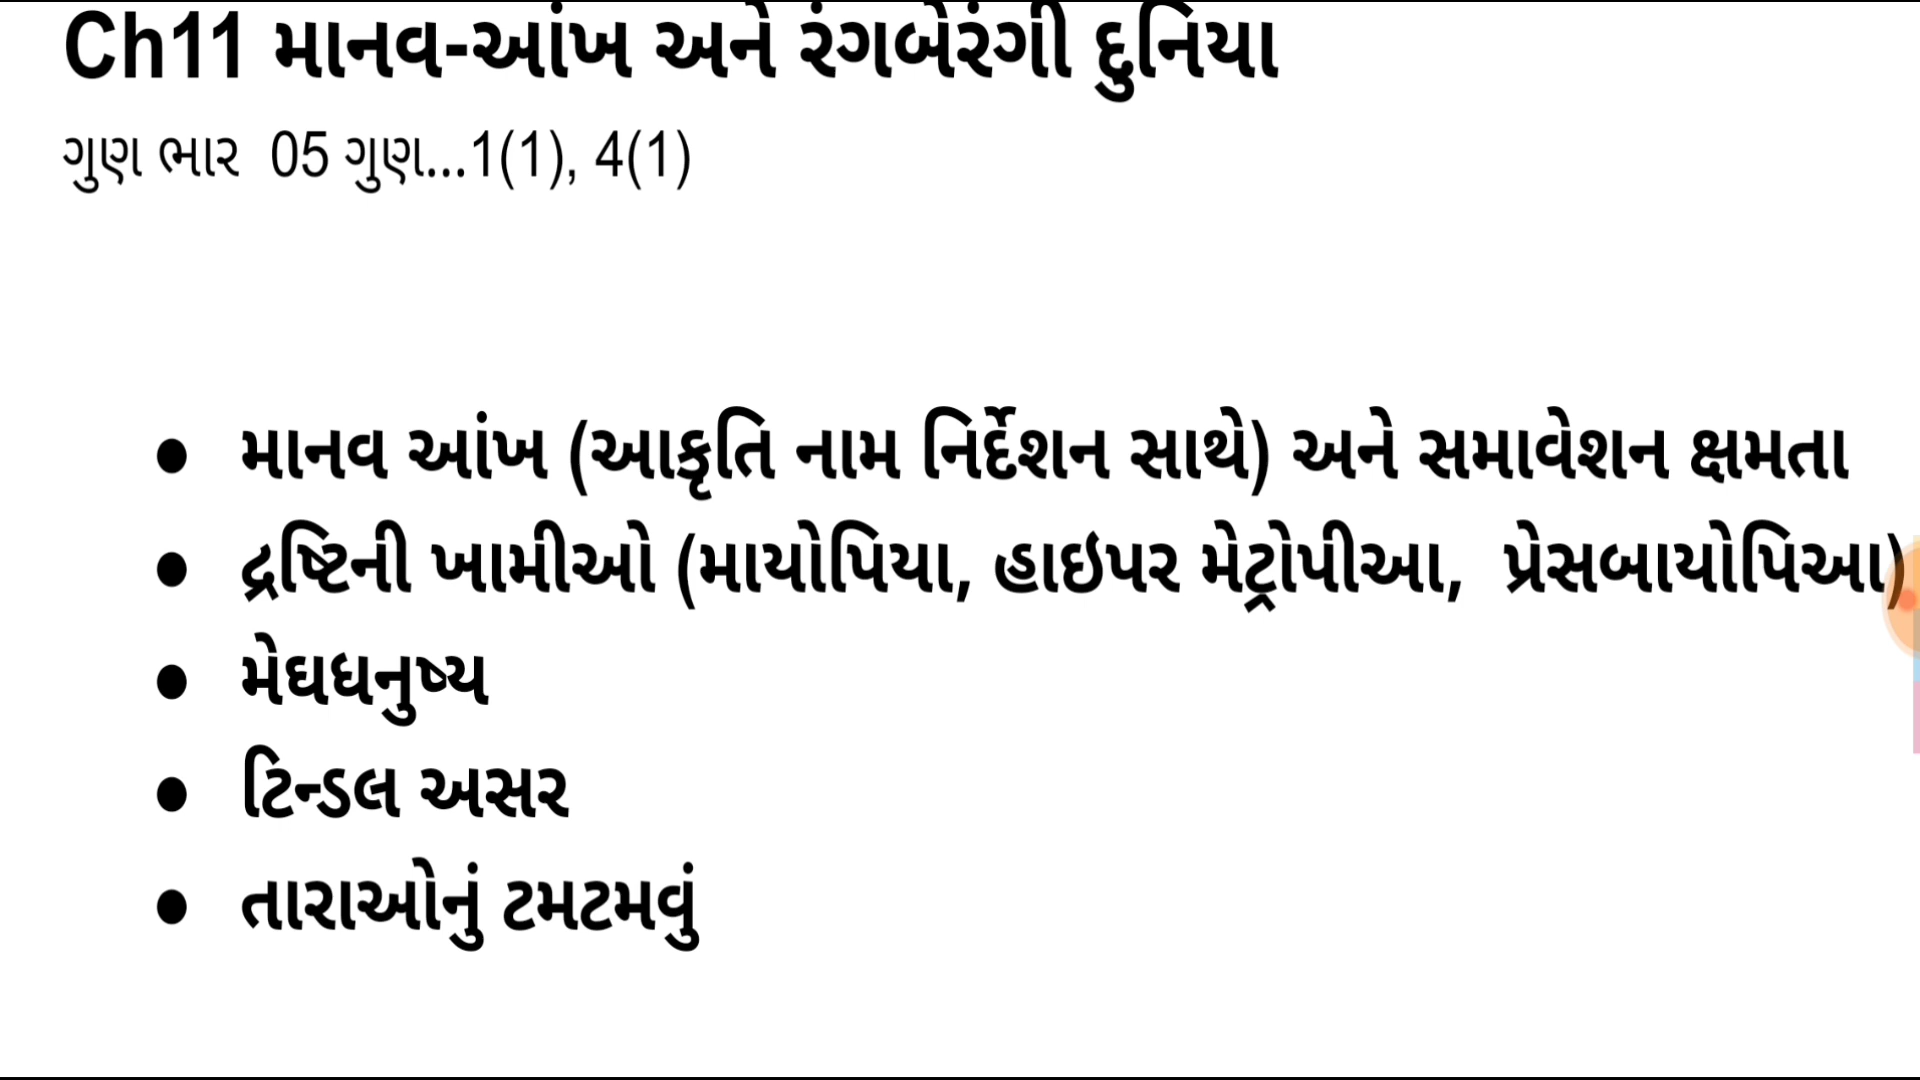 Ch11 માનવ-આંખ અને રંગબેરંગી દુનિયા
ગુણ ભાર 05 ગુણ...1(1), 4(1)
● માનવ આંખ (આકૃતિ નામ નિર્દેશન સાથે) અને સમાવેશન ક્ષમતા
● દ્રષ્ટિની ખામીઓ (માયોપિયા, હાઇપર મેટ્રોપીઆ, પ્રેસબાયોપિઆ)
● મેઘધનુષ્ય
● ટિન્ડલ અસર
● તારાઓનું ટમટમવું